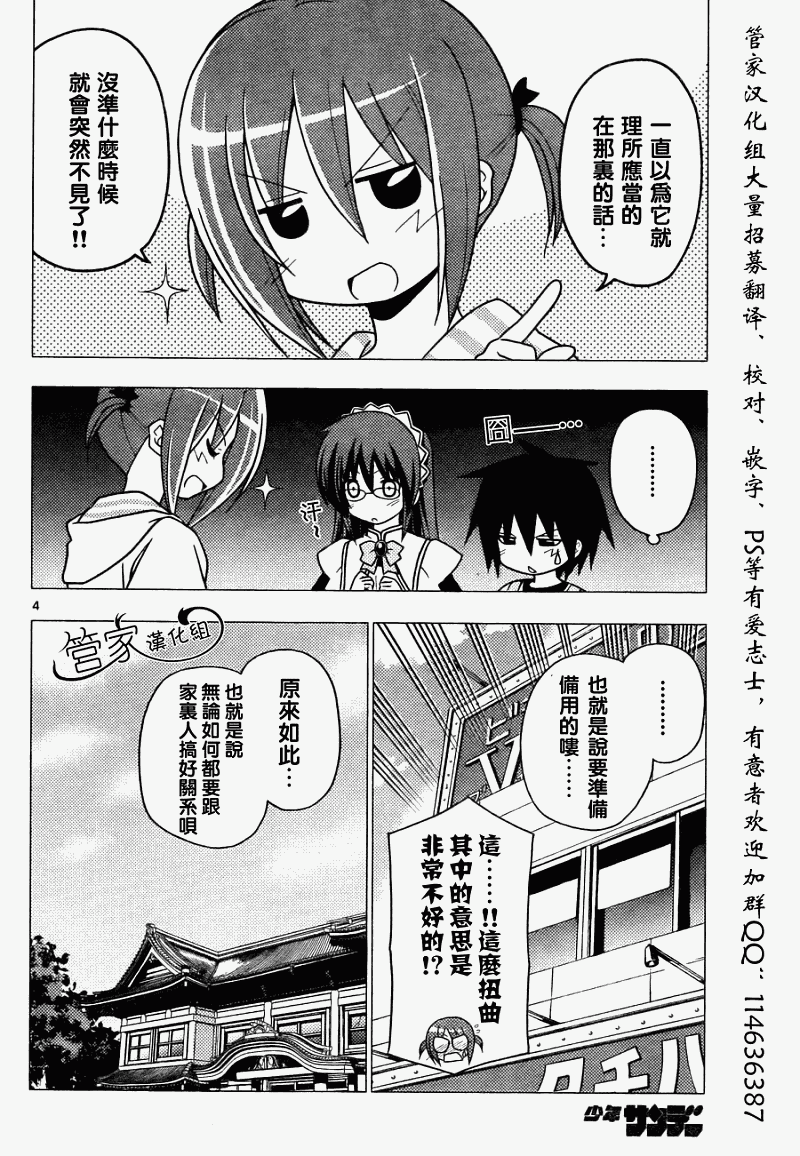 一直以為它就
理所應當的
在那裏的話…
沒準什麼時候
就會突然不見了!!
………
囧——…
汗~
4
………
也就是說要準備
備用的嘍……
這……!!這麼扭曲
其中的意思是
非常不好的!?
ビ
V
タチハ
原來如此…
也就是說
無論如何都要跟
家裏人搞好關系唄
管家漢化組
少年サンデー
管家汉化组大量招募翻译、校对、嵌字、PS等有爱志士，有意者欢迎加群QQ：114636387